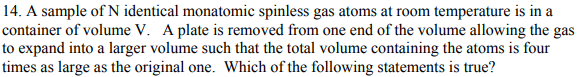 14. A sample of N identical monatomic spinless gas atoms at room temperature is in a
container of volume V. A plate is removed from one end of the volume allowing the gas
to expand into a larger volume such that the total volume containing the atoms is four
times as large as the original one. Which of the following statements is true?